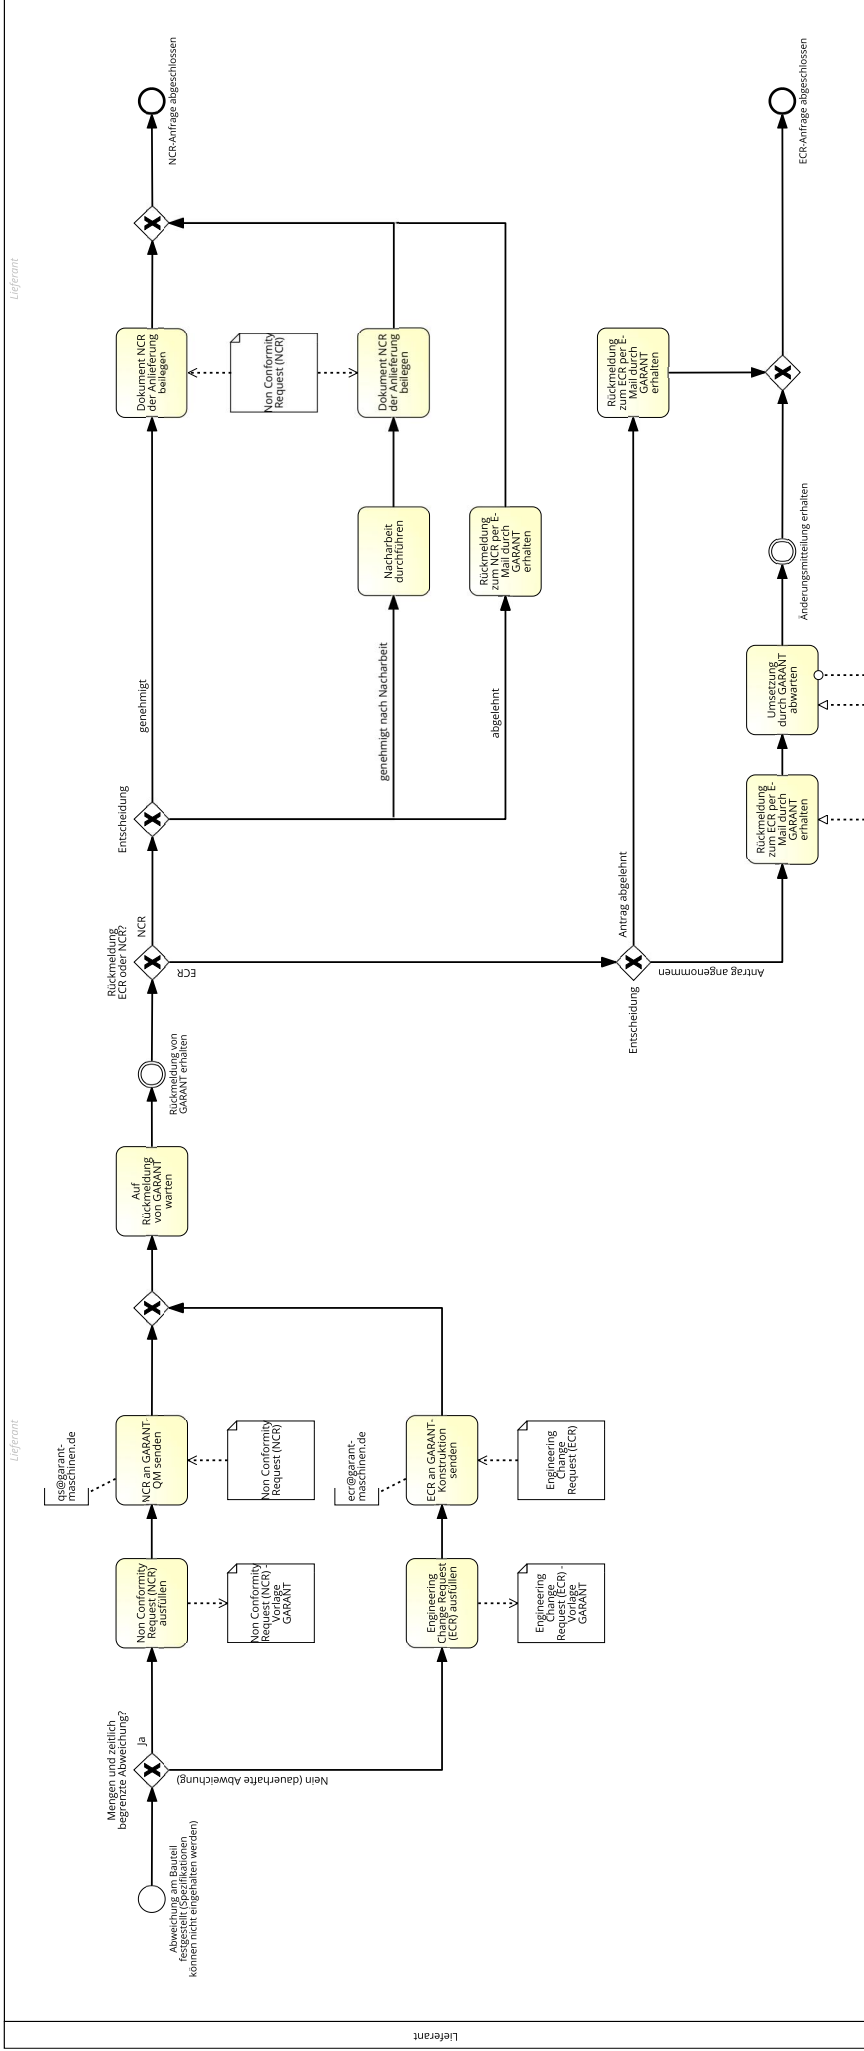 Lieferant
Lieferant
Lieferant
Abweichung am Bauteil
festgestellt (Spezifikationen
können nicht eingehalten werden)
Mengen und zeitlich
begrenzte Abweichung?
Ja
Nein (dauerhafte Abweichung)
Non Conformity
Request (NCR)
ausfüllen
Non Conformity
Request (NCR) -
Vorlage
GARANT
qs@garant-
maschinen.de
NCR an GARANT-
QM senden
Non Conformity
Request (NCR)
Engineering
Change Request
(ECR) ausfüllen
Engineering
Change
Request (ECR) -
Vorlage
GARANT
ecr@garant-
maschinen.de
ECR an GARANT-
Konstruktion
senden
Engineering
Change
Request (ECR)
Auf
Rückmeldung
von GARANT
warten
Rückmeldung von
GARANT erhalten
Rückmeldung
ECR oder NCR?
NCR
ECR
Entscheidung
genehmigt
genehmigt nach Nacharbeit
abgelehnt
Dokument NCR
der Anlieferung
beilegen
Non Conformity
Request (NCR)
Nacharbeit
durchführen
Dokument NCR
der Anlieferung
beilegen
Rückmeldung
zum NCR per E-
Mail durch
GARANT
erhalten
NCR-Anfrage abgeschlossen
Entscheidung
Antrag abgelehnt
Antrag angenommen
Rückmeldung
zum ECR per E-
Mail durch
GARANT
erhalten
Rückmeldung
zum ECR per E-
Mail durch
GARANT
erhalten
Umsetzung
durch GARANT
abwarten
Änderungsmitteilung erhalten
ECR-Anfrage abgeschlossen